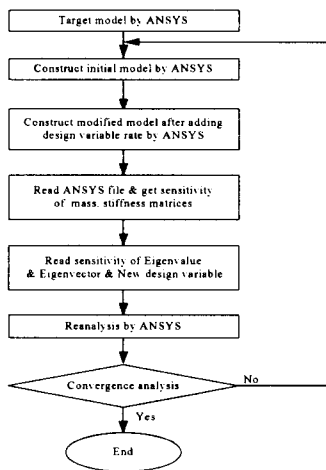 Target model by ANSYS
Construct initial model by ANSYS
Construct modified model after adding
design variable rate by ANSYS
Read ANSYS file & get sensitivity
of mass, stiffness matrices
Read sensitivity of Eigenvalue
& Eigenvector & New design variable
Reanalysis by ANSYS
Convergence analysis
No
Yes
End